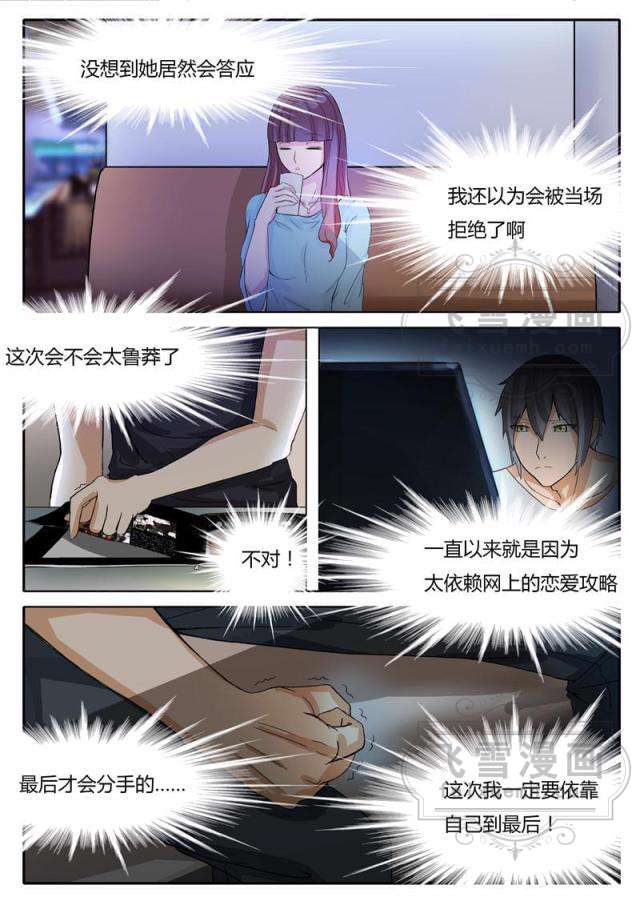 没想到她居然会答应
我还以为会被当场
拒绝了啊
飞雪漫画
feixuemh.com
这次会不会太鲁莽了
不对！
一直以来就是因为
太依赖网上的恋爱攻略
最后才会分手的……
飞雪漫画
这次我一定要依靠
自己到最后！